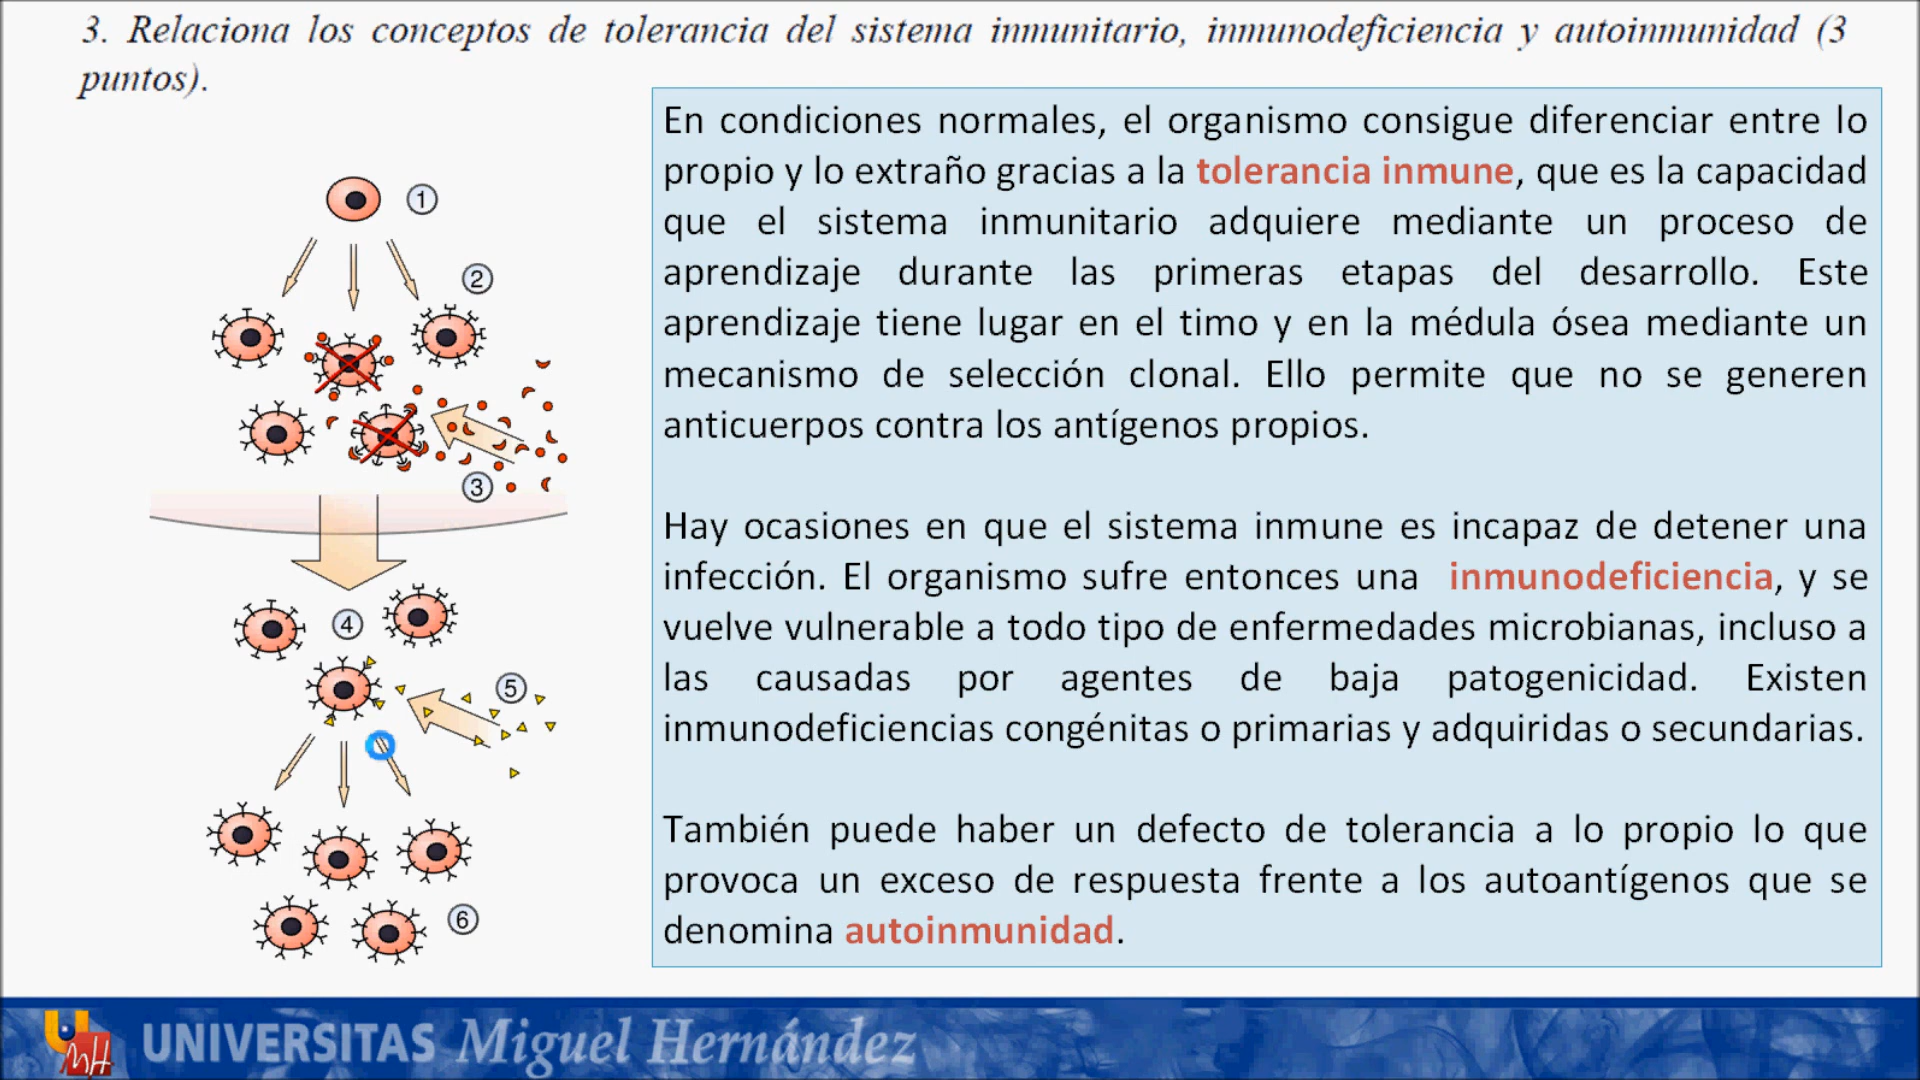 3. Relaciona los conceptos de tolerancia del sistema inmunitario, inmunodeficiencia y autoinmunidad (3
puntos).
En condiciones normales, el organismo consigue diferenciar entre lo
propio y lo extraño gracias a la tolerancia inmune, que es la capacidad
que el sistema inmunitario adquiere mediante un proceso de
aprendizaje durante las primeras etapas del desarrollo. Este
aprendizaje tiene lugar en el timo y en la médula ósea mediante un
mecanismo de selección clonal. Ello permite que no se generen
anticuerpos contra los antígenos propios.
Hay ocasiones en que el sistema inmune es incapaz de detener una
infección. El organismo sufre entonces una inmunodeficiencia, y se
vuelve vulnerable a todo tipo de enfermedades microbianas, incluso a
las causadas por agentes de baja patogenicidad. Existen
inmunodeficiencias congénitas o primarias y adquiridas o secundarias.
También puede haber un defecto de tolerancia a lo propio lo que
provoca un exceso de respuesta frente a los autoantígenos que se
denomina autoinmunidad.
1
2
3
4
5
6
UMH
UNIVERSITAS Miguel Hernández